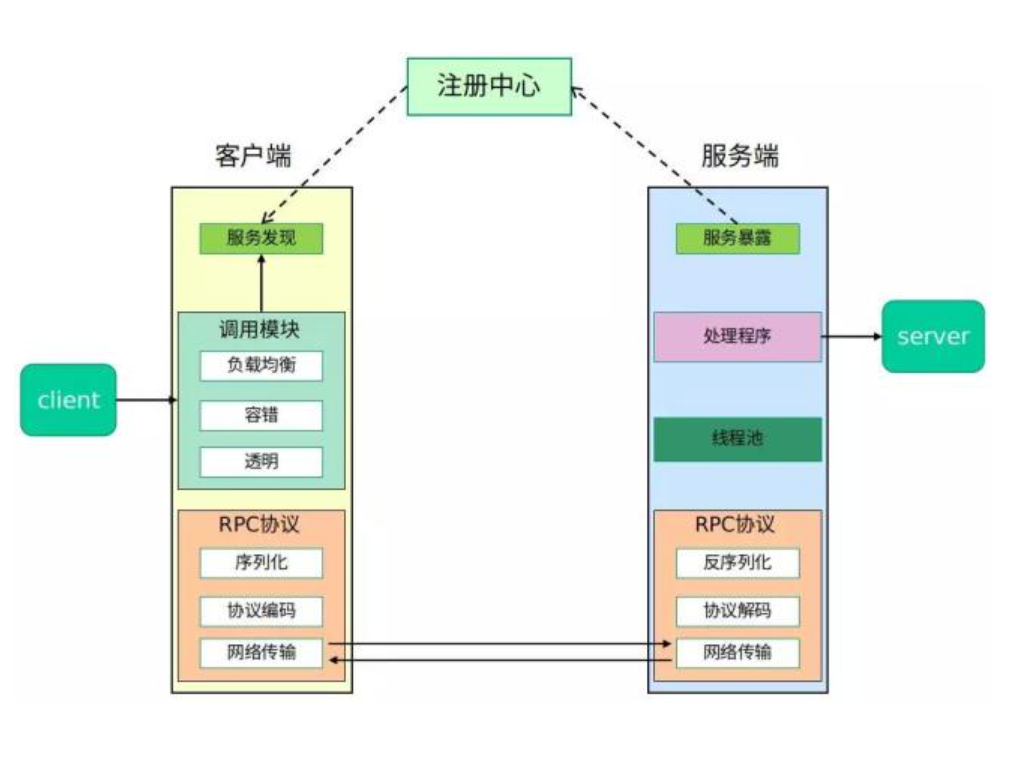 注册中心
客户端
服务端
服务发现
服务暴露
调用模块
负载均衡
容错
透明
处理程序
server
client
线程池
RPC协议
序列化
协议编码
网络传输
RPC协议
反序列化
协议解码
网络传输